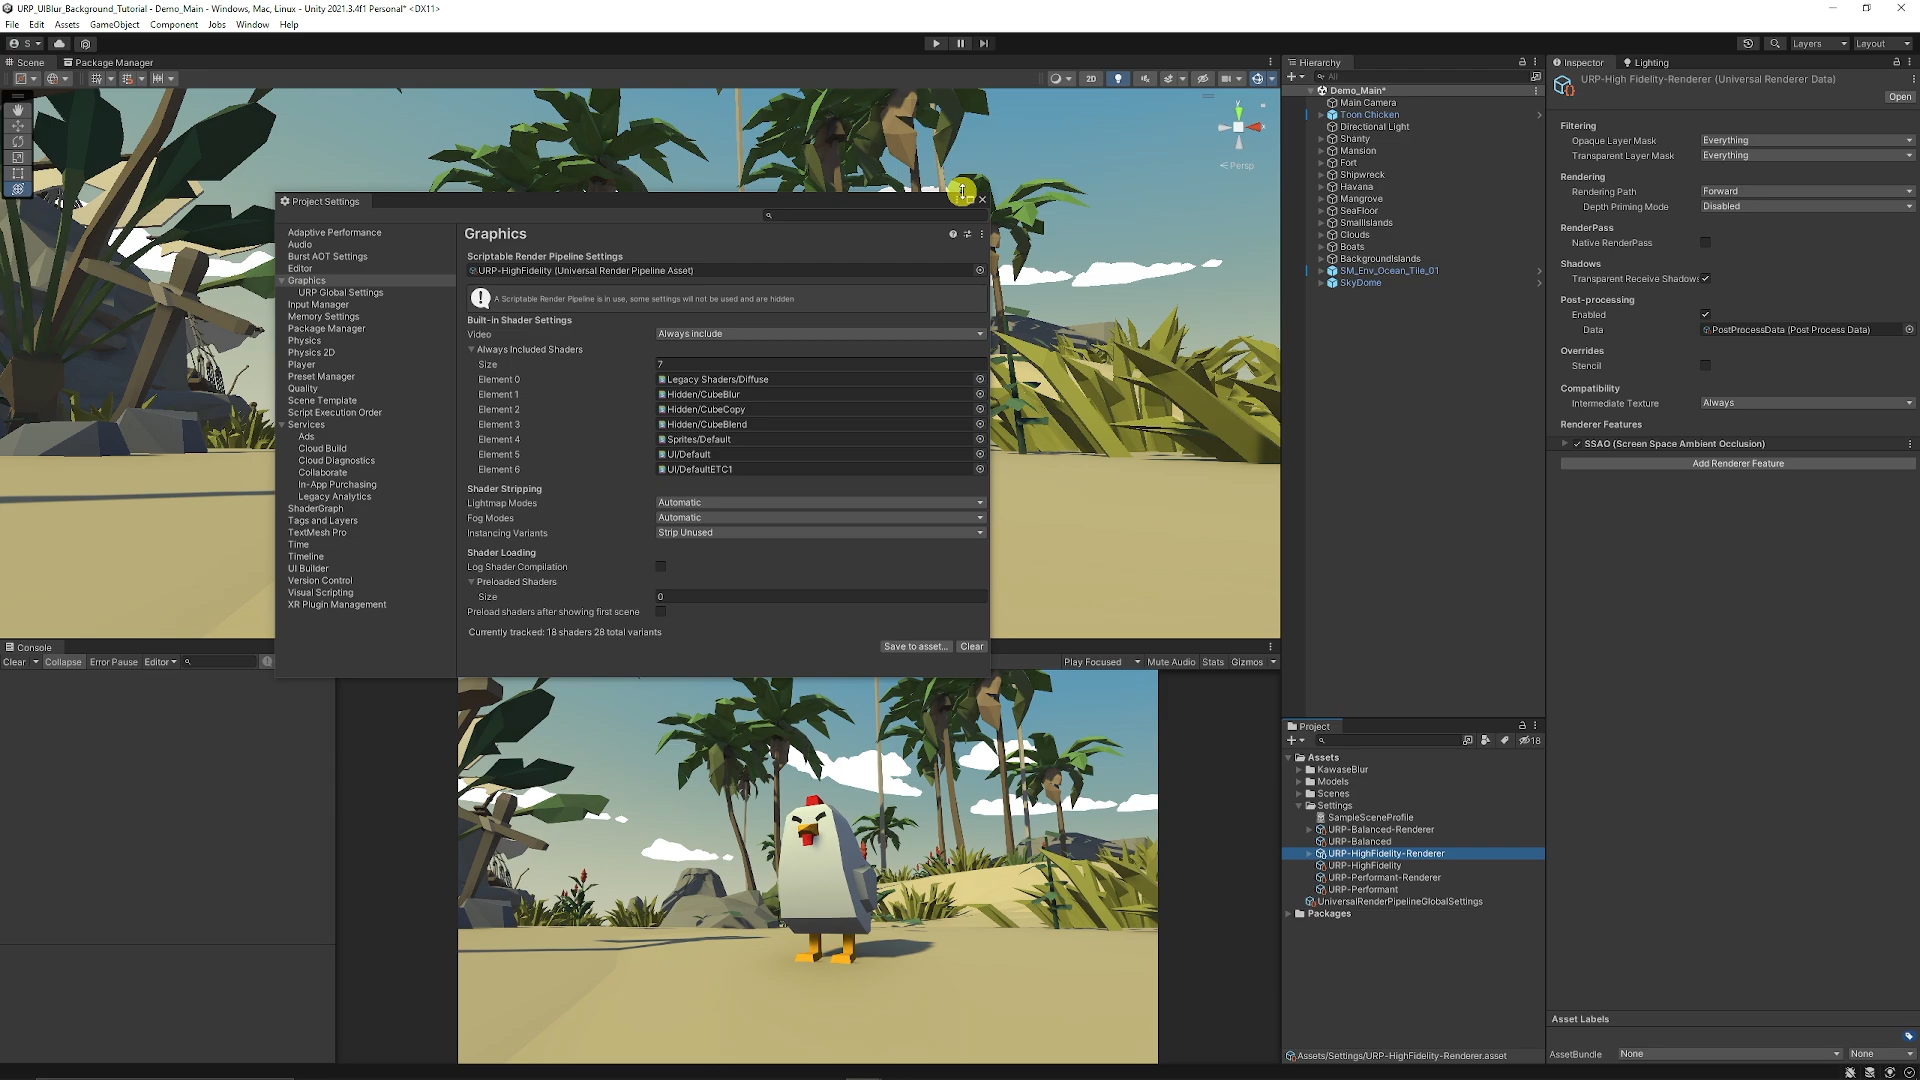 URP_UIBlur_Background_Tutorial - Demo_Main - Windows, Mac, Linux - Unity 2021.3.4f1 Personal* <DX11>
File Edit Assets GameObject Component Jobs Window Help
S Layers Layout
Scene Package Manager
2D
Persp
Project Settings
Adaptive Performance
Audio
Burst AOT Settings
Editor
Graphics
URP Global Settings
Input Manager
Memory Settings
Package Manager
Physics
Physics 2D
Player
Preset Manager
Quality
Scene Template
Script Execution Order
Services
Ads
Cloud Build
Cloud Diagnostics
Collaborate
In-App Purchasing
Legacy Analytics
ShaderGraph
Tags and Layers
TextMesh Pro
Time
Timeline
UI Builder
Version Control
Visual Scripting
XR Plugin Management
Graphics
Scriptable Render Pipeline Settings
URP-HighFidelity (Universal Render Pipeline Asset)
A Scriptable Render Pipeline is in use, some settings will not be used and are hidden
Built-in Shader Settings
Video Always include
Always Included Shaders
Size 7
Element 0 Legacy Shaders/Diffuse
Element 1 Hidden/CubeBlur
Element 2 Hidden/CubeCopy
Element 3 Hidden/CubeBlend
Element 4 Sprites/Default
Element 5 UI/Default
Element 6 UI/DefaultETC1
Shader Stripping
Lightmap Modes Automatic
Fog Modes Automatic
Instancing Variants Strip Unused
Shader Loading
Log Shader Compilation
Preloaded Shaders
Size 0
Preload shaders after showing first scene
Currently tracked: 18 shaders 28 total variants
Save to asset... Clear
Console
Clear Collapse Error Pause Editor
Play Focused Mute Audio Stats Gizmos
Hierarchy
All
Demo_Main*
Main Camera
Toon Chicken
Directional Light
Shanty
Mansion
Fort
Shipwreck
Havana
Mangrove
SeaFloor
SmallIslands
Clouds
Boats
BackgroundIslands
SM_Env_Ocean_Tile_01
SkyDome
Project
18
Assets
KawaseBlur
Models
Scenes
Settings
SampleSceneProfile
URP-Balanced-Renderer
URP-Balanced
URP-HighFidelity-Renderer
URP-HighFidelity
URP-Performant-Renderer
URP-Performant
UniversalRenderPipelineGlobalSettings
Packages
Assets/Settings/URP-HighFidelity-Renderer.asset
Inspector Lighting
URP-High Fidelity-Renderer (Universal Renderer Data)
Open
Filtering
Opaque Layer Mask Everything
Transparent Layer Mask Everything
Rendering
Rendering Path Forward
Depth Priming Mode Disabled
RenderPass
Native RenderPass
Shadows
Transparent Receive Shadows
Post-processing
Enabled
Data PostProcessData (Post Process Data)
Overrides
Stencil
Compatibility
Intermediate Texture Always
Renderer Features
SSAO (Screen Space Ambient Occlusion)
Add Renderer Feature
Asset Labels
AssetBundle None None